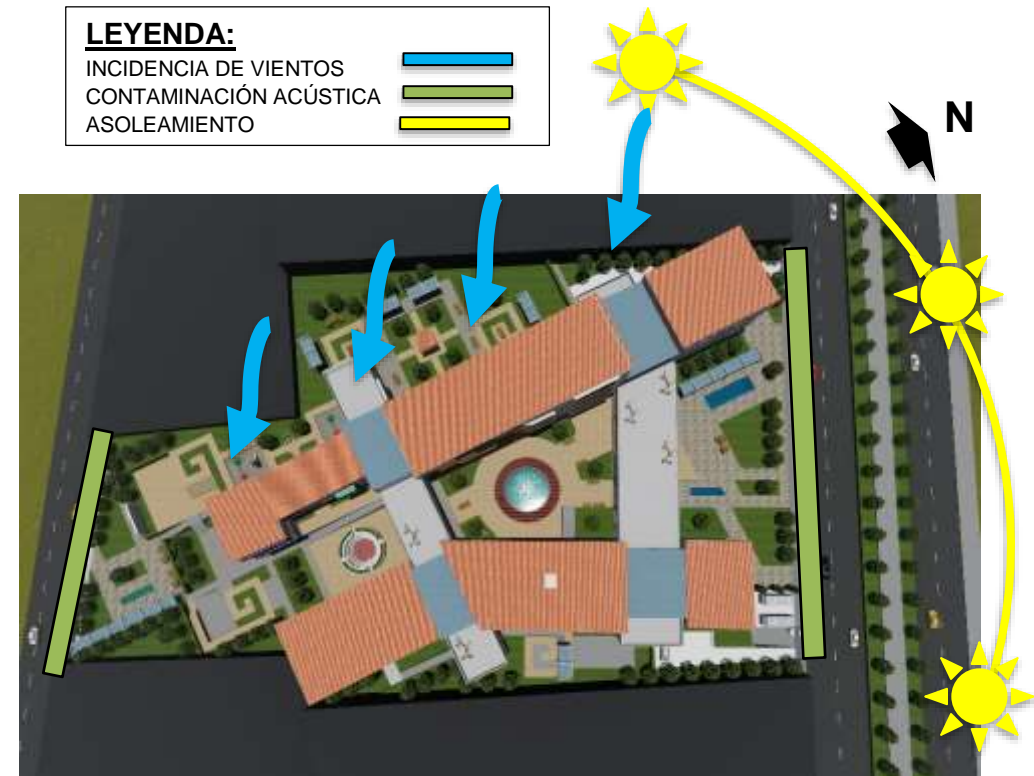 LEYENDA:
INCIDENCIA DE VIENTOS
CONTAMINACIÓN ACÚSTICA
ASOLEAMIENTO
N